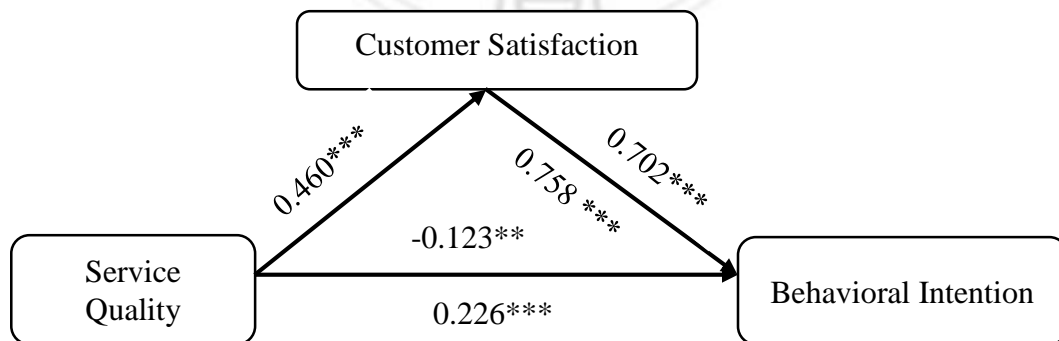 Customer Satisfaction
0.460***
0.702***
0.758 ***
-0.123**
Service
Quality
Behavioral Intention
0.226***